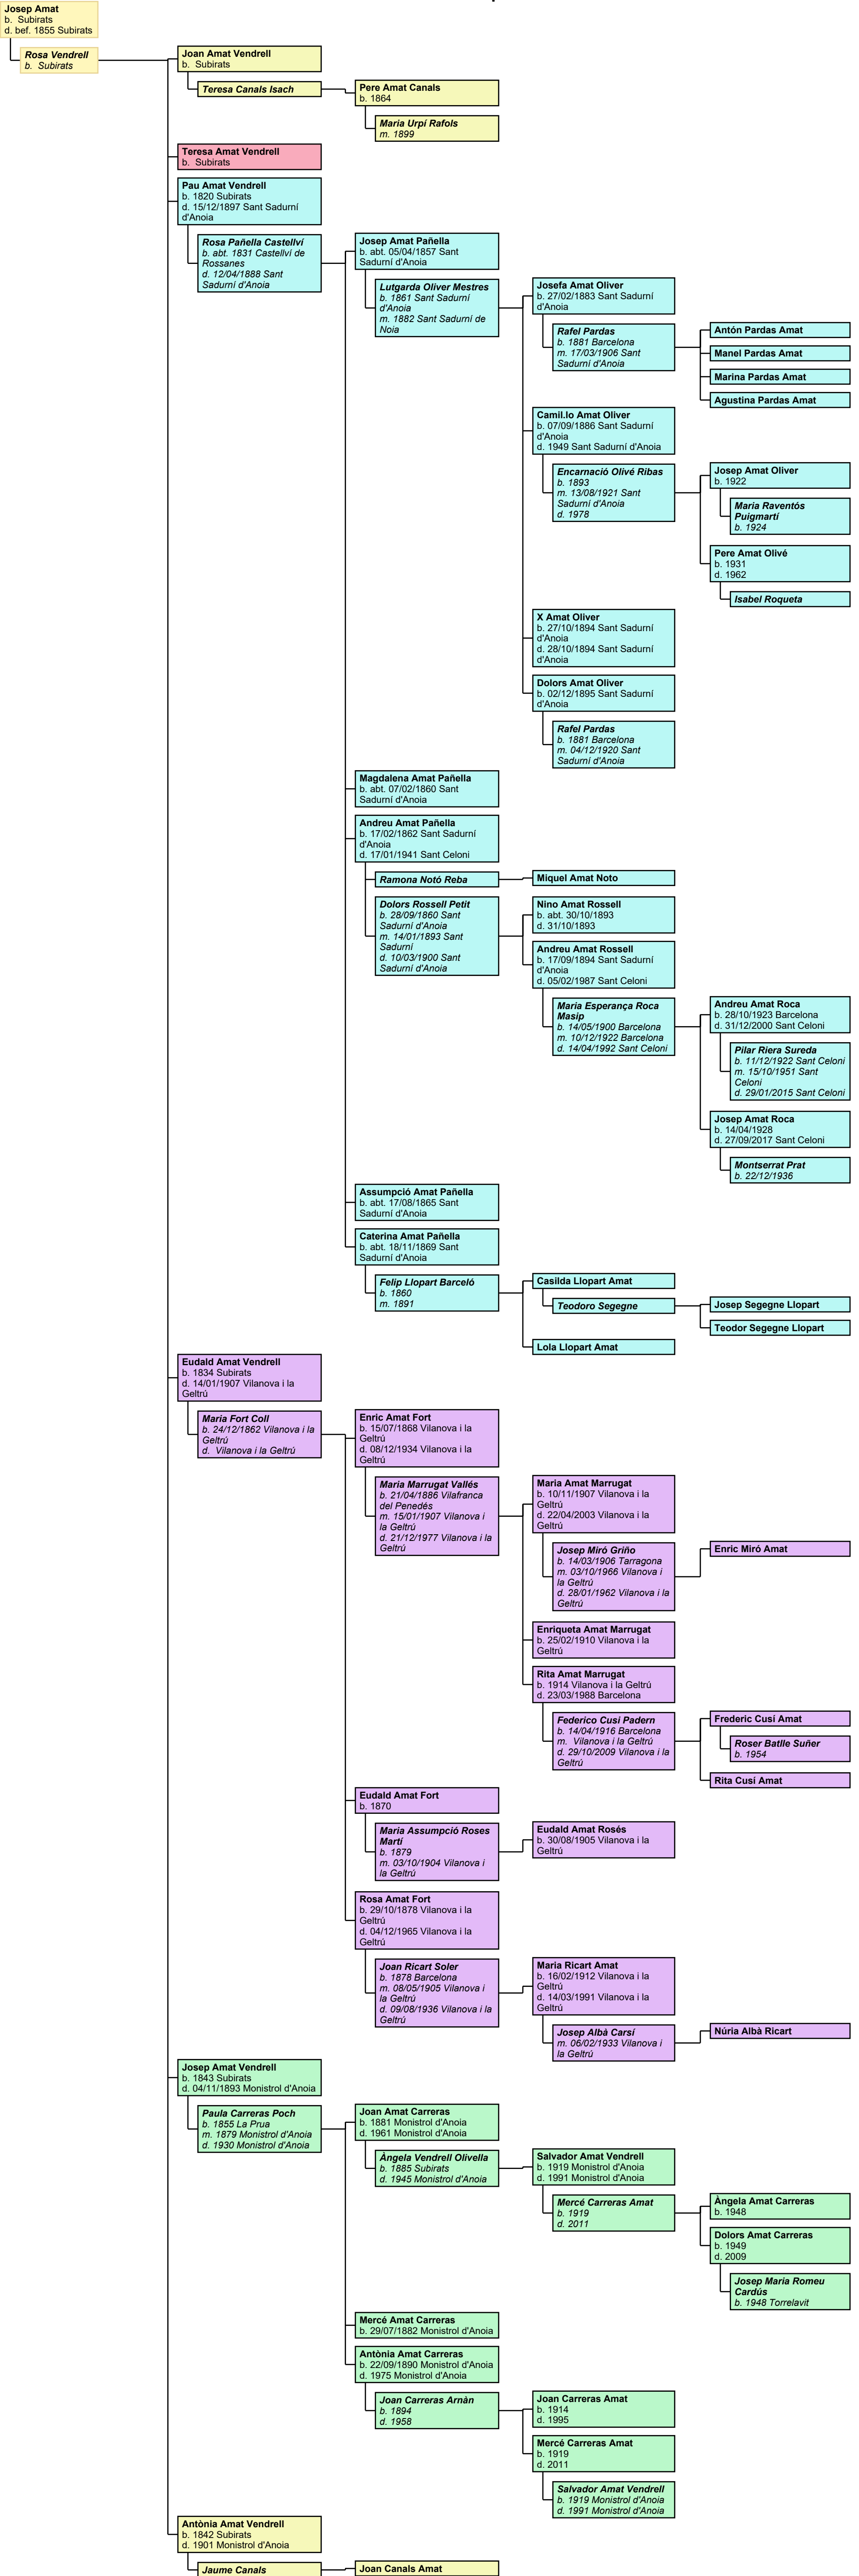 Josep Amat
b.  Subirats
d. bef. 1855 Subirats
Rosa Vendrell
b.  Subirats
Joan Amat Vendrell
b.  Subirats
Teresa Canals Isach
Pere Amat Canals
b. 1864
Maria Urpí Rafols
m. 1899
Teresa Amat Vendrell
b.  Subirats
Pau Amat Vendrell
b. 1820 Subirats
d. 15/12/1897 Sant Sadurní
d'Anoia
Rosa Pañella Castellví
b. abt. 1831 Castellví de
Rossanes
d. 12/04/1888 Sant
Sadurní d'Anoia
Josep Amat Pañella
b. abt. 05/04/1857 Sant
Sadurní d'Anoia
Lutgarda Oliver Mestres
b. 1861 Sant Sadurní
d'Anoia
m. 1882 Sant Sadurní de
Noia
Josefa Amat Oliver
b. 27/02/1883 Sant Sadurní
d'Anoia
Rafel Pardas
b. 1881 Barcelona
m. 17/03/1906 Sant
Sadurní d'Anoia
Antón Pardas Amat
Manel Pardas Amat
Marina Pardas Amat
Agustina Pardas Amat
Camil.lo Amat Oliver
b. 07/09/1886 Sant Sadurní
d'Anoia
d. 1949 Sant Sadurní d'Anoia
Encarnació Olivé Ribas
b. 1893
m. 13/08/1921 Sant
Sadurní d'Anoia
d. 1978
Josep Amat Oliver
b. 1922
Maria Raventós
Puigmartí
b. 1924
Pere Amat Olivé
b. 1931
d. 1962
Isabel Roqueta
X Amat Oliver
b. 27/10/1894 Sant Sadurní
d'Anoia
d. 28/10/1894 Sant Sadurní
d'Anoia
Dolors Amat Oliver
b. 02/12/1895 Sant Sadurní
d'Anoia
Rafel Pardas
b. 1881 Barcelona
m. 04/12/1920 Sant
Sadurní d'Anoia
Magdalena Amat Pañella
b. abt. 07/02/1860 Sant
Sadurní d'Anoia
Andreu Amat Pañella
b. 17/02/1862 Sant Sadurní
d'Anoia
d. 17/01/1941 Sant Celoni
Ramona Notó Reba
Miquel Amat Noto
Dolors Rossell Petit
b. 28/09/1860 Sant
Sadurní d'Anoia
m. 14/01/1893 Sant
Sadurní
d. 10/03/1900 Sant
Sadurní d'Anoia
Nino Amat Rossell
b. abt. 30/10/1893
d. 31/10/1893
Andreu Amat Rossell
b. 17/09/1894 Sant Sadurní
d'Anoia
d. 05/02/1987 Sant Celoni
Maria Esperança Roca
Masip
b. 14/05/1900 Barcelona
m. 10/12/1922 Barcelona
d. 14/04/1992 Sant Celoni
Andreu Amat Roca
b. 28/10/1923 Barcelona
d. 31/12/2000 Sant Celoni
Pilar Riera Sureda
b. 11/12/1922 Sant Celoni
m. 15/10/1951 Sant
Celoni
d. 29/01/2015 Sant Celoni
Josep Amat Roca
b. 14/04/1928
d. 27/09/2017 Sant Celoni
Montserrat Prat
b. 22/12/1936
Assumpció Amat Pañella
b. abt. 17/08/1865 Sant
Sadurní d'Anoia
Caterina Amat Pañella
b. abt. 18/11/1869 Sant
Sadurní d'Anoia
Felip Llopart Barceló
b. 1860
m. 1891
Casilda Llopart Amat
Teodoro Segegne
Josep Segegne Llopart
Teodor Segegne Llopart
Lola Llopart Amat
Eudald Amat Vendrell
b. 1834 Subirats
d. 14/01/1907 Vilanova i la
Geltrú
Maria Fort Coll
b. 24/12/1862 Vilanova i la
Geltrú
d.  Vilanova i la Geltrú
Enric Amat Fort
b. 15/07/1868 Vilanova i la
Geltrú
d. 08/12/1934 Vilanova i la
Geltrú
Maria Marrugat Vallés
b. 21/04/1886 Vilafranca
del Penedés
m. 15/01/1907 Vilanova i
la Geltrú
d. 21/12/1977 Vilanova i la
Geltrú
Maria Amat Marrugat
b. 10/11/1907 Vilanova i la
Geltrú
d. 22/04/2003 Vilanova i la
Geltrú
Josep Miró Griño
b. 14/03/1906 Tarragona
m. 03/10/1966 Vilanova i
la Geltrú
d. 28/01/1962 Vilanova i la
Geltrú
Enric Miró Amat
Enriqueta Amat Marrugat
b. 25/02/1910 Vilanova i la
Geltrú
Rita Amat Marrugat
b. 1914 Vilanova i la Geltrú
d. 23/03/1988 Barcelona
Federico Cusi Padern
b. 14/04/1916 Barcelona
m.  Vilanova i la Geltrú
d. 29/10/2009 Vilanova i la
Geltrú
Frederic Cusí Amat
Roser Batlle Suñer
b. 1954
Rita Cusí Amat
Eudald Amat Fort
b. 1870
Maria Assumpció Roses
Martí
b. 1879
m. 03/10/1904 Vilanova i
la Geltrú
Eudald Amat Rosés
b. 30/08/1905 Vilanova i la
Geltrú
Rosa Amat Fort
b. 29/10/1878 Vilanova i la
Geltrú
d. 04/12/1965 Vilanova i la
Geltrú
Joan Ricart Soler
b. 1878 Barcelona
m. 08/05/1905 Vilanova i
la Geltrú
d. 09/08/1936 Vilanova i la
Geltrú
Maria Ricart Amat
b. 16/02/1912 Vilanova i la
Geltrú
d. 14/03/1991 Vilanova i la
Geltrú
Josep Albà Carsí
m. 06/02/1933 Vilanova i
la Geltrú
Núria Albà Ricart
Josep Amat Vendrell
b. 1843 Subirats
d. 04/11/1893 Monistrol d'Anoia
Paula Carreras Poch
b. 1855 La Prua
m. 1879 Monistrol d'Anoia
d. 1930 Monistrol d'Anoia
Joan Amat Carreras
b. 1881 Monistrol d'Anoia
d. 1961 Monistrol d'Anoia
Àngela Vendrell Olivella
b. 1885 Subirats
d. 1945 Monistrol d'Anoia
Salvador Amat Vendrell
b. 1919 Monistrol d'Anoia
d. 1991 Monistrol d'Anoia
Mercé Carreras Amat
b. 1919
d. 2011
Àngela Amat Carreras
b. 1948
Dolors Amat Carreras
b. 1949
d. 2009
Josep Maria Romeu
Cardús
b. 1948 Torrelavit
Mercé Amat Carreras
b. 29/07/1882 Monistrol d'Anoia
Antònia Amat Carreras
b. 22/09/1890 Monistrol d'Anoia
d. 1975 Monistrol d'Anoia
Joan Carreras Arnàn
b. 1894
d. 1958
Joan Carreras Amat
b. 1914
d. 1995
Mercé Carreras Amat
b. 1919
d. 2011
Salvador Amat Vendrell
b. 1919 Monistrol d'Anoia
d. 1991 Monistrol d'Anoia
Antònia Amat Vendrell
b. 1842 Subirats
d. 1901 Monistrol d'Anoia
Jaume Canals
Joan Canals Amat